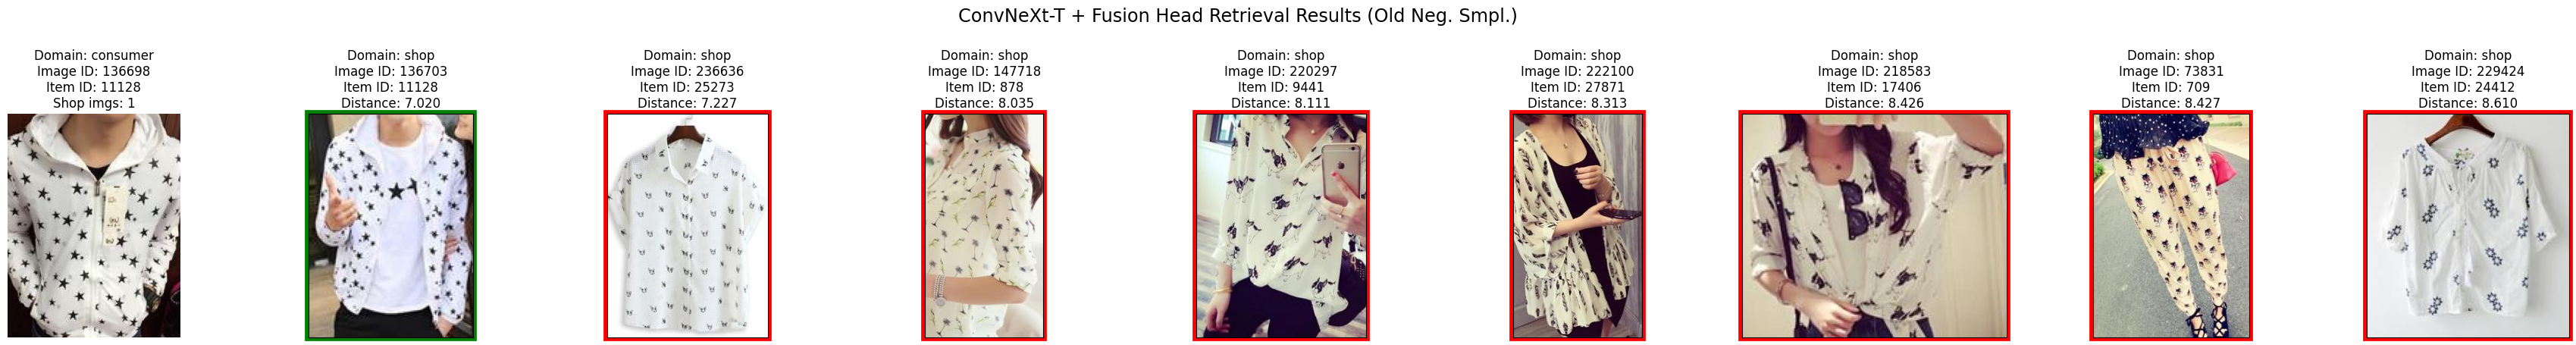 ConvNeXt-T + Fusion Head Retrieval Results (Old Neg. Smpl.)
Domain: consumer
Image ID: 136698
Item ID: 11128
Shop imgs: 1
Domain: shop
Image ID: 136703
Item ID: 11128
Distance: 7.020
Domain: shop
Image ID: 236636
Item ID: 25273
Distance: 7.227
Domain: shop
Image ID: 147718
Item ID: 878
Distance: 8.035
Domain: shop
Image ID: 220297
Item ID: 9441
Distance: 8.111
Domain: shop
Image ID: 222100
Item ID: 27871
Distance: 8.313
Domain: shop
Image ID: 218583
Item ID: 17406
Distance: 8.426
Domain: shop
Image ID: 73831
Item ID: 709
Distance: 8.427
Domain: shop
Image ID: 229424
Item ID: 24412
Distance: 8.610